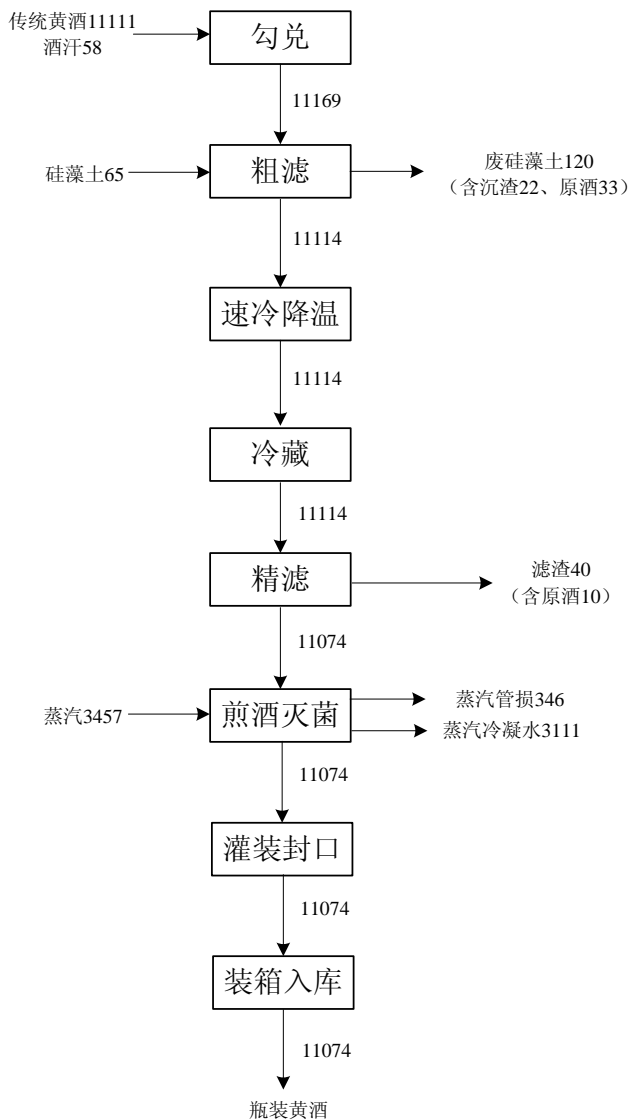 传统黄酒11111
酒汗58
勾兑
11169
硅藻土65
粗滤
废硅藻土120
（含沉渣22、原酒33）
11114
速冷降温
11114
冷藏
11114
精滤
滤渣40
（含原酒10）
11074
蒸汽3457
煎酒灭菌
蒸汽管损346
蒸汽冷凝水3111
11074
灌装封口
11074
装箱入库
11074
瓶装黄酒